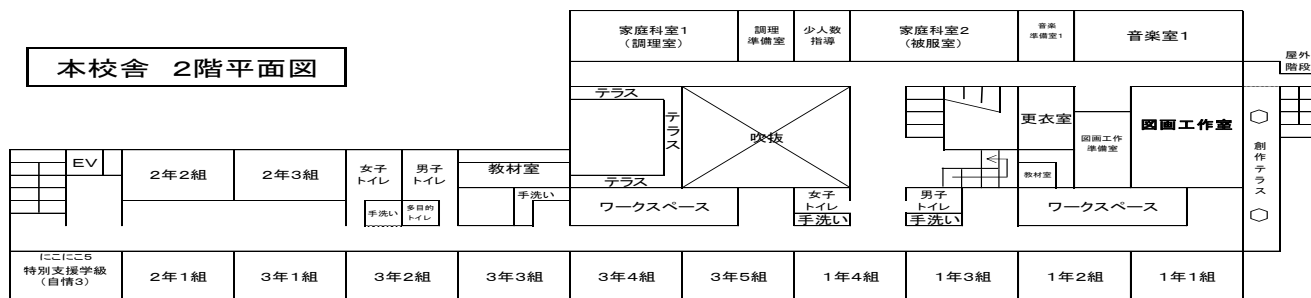 本校舎 2階平面図
家庭科室1
(調理室)
調理
準備室
少人数
指導
家庭科室2
(被服室)
音楽
準備室1
音楽室1
屋外
階段
テラス
テラス
テラス
吹抜
更衣室
図画工作
準備室
図画工作室
創作テラス
EV
2年2組
2年3組
女子
トイレ
男子
トイレ
手洗い
多目的
トイレ
教材室
手洗い
ワークスペース
女子
トイレ
手洗い
男子
トイレ
手洗い
教材室
ワークスペース
にこにこ5
特別支援学級
(自情3)
2年1組
3年1組
3年2組
3年3組
3年4組
3年5組
1年4組
1年3組
1年2組
1年1組